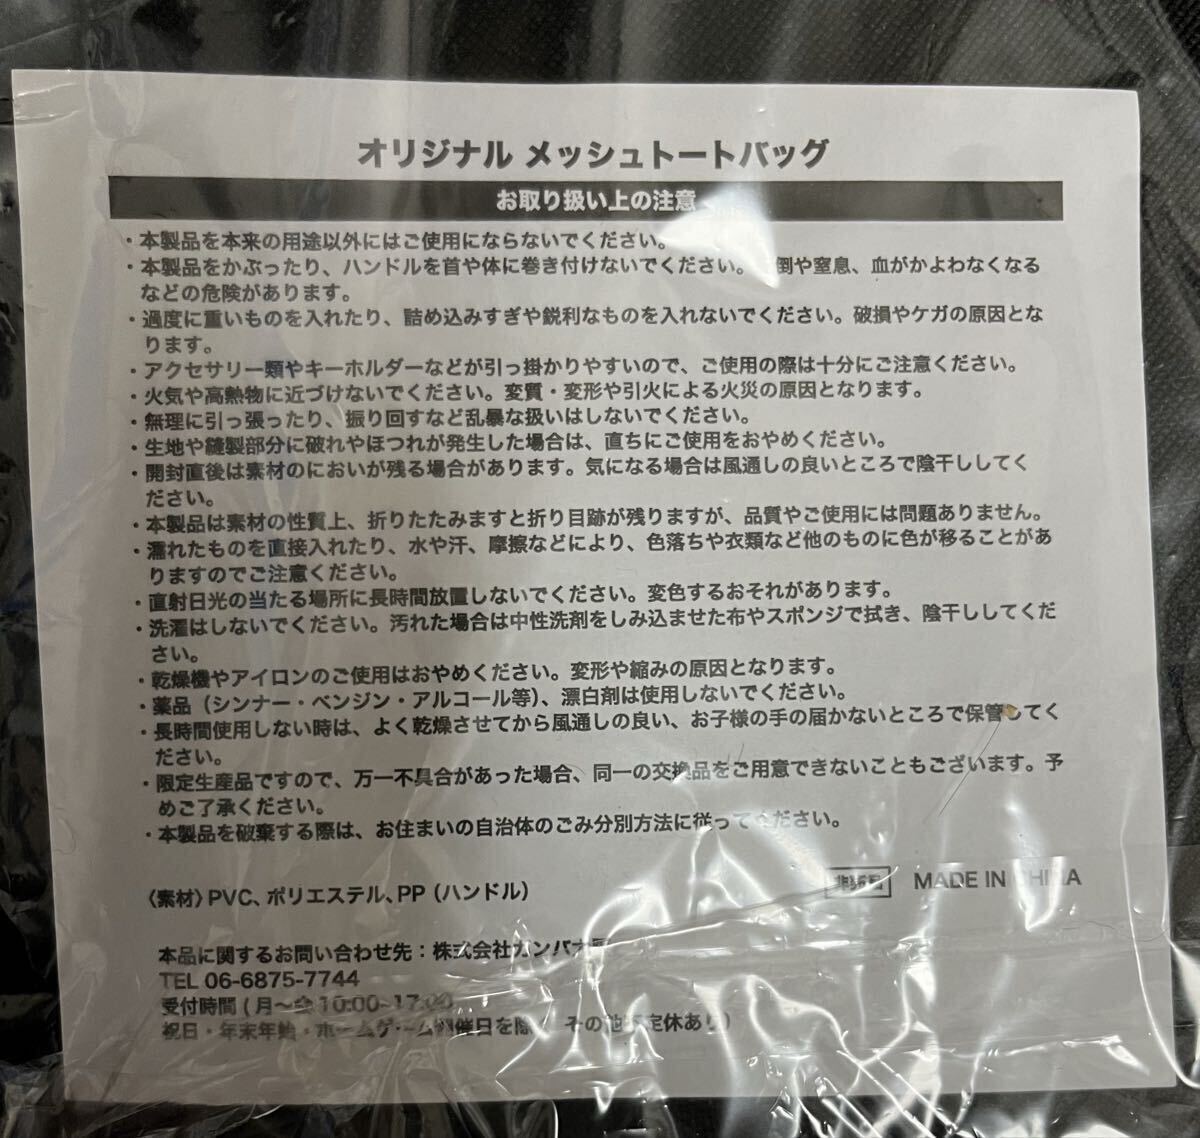 オリジナル メッシュトートバッグ
お取り扱い上の注意
・本製品を本来の用途以外にはご使用にならないでください。
・本製品をかぶったり、ハンドルを首や体に巻き付けないでください。 倒や窒息、血がかよわなくなる
などの危険があります。
・過度に重いものを入れたり、詰め込みすぎや鋭利なものを入れないでください。破損やケガの原因とな
ります。
・アクセサリー類やキーホルダーなどが引っ掛かりやすいので、ご使用の際は十分にご注意ください。
・火気や高熱物に近づけないでください。変質・変形や引火による火災の原因となります。
・無理に引っ張ったり、振り回すなど乱暴な扱いはしないでください。
・生地や縫製部分に破れやほつれが発生した場合は、直ちにご使用をおやめください。
・開封直後は素材のにおいが残る場合があります。気になる場合は風通しの良いところで陰干ししてく
ださい。
・本製品は素材の性質上、折りたたみますと折り目跡が残りますが、品質やご使用には問題ありません。
・濡れたものを直接入れたり、水や汗、摩擦などにより、色落ちや衣類など他のものに色が移ることがあ
りますのでご注意ください。
・直射日光の当たる場所に長時間放置しないでください。変色するおそれがあります。
・洗濯はしないでください。汚れた場合は中性洗剤をしみ込ませた布やスポンジで拭き、陰干ししてくだ
さい。
・乾燥機やアイロンのご使用はおやめください。変形や縮みの原因となります。
・薬品（シンナー・ベンジン・アルコール等）、漂白剤は使用しないでください。
・長時間使用しない時は、よく乾燥させてから風通しの良い、お子様の手の届かないところで保管してく
ださい。
・限定生産品ですので、万一不具合があった場合、同一の交換品をご用意できないこともございます。予
めご了承ください。
・本製品を破棄する際は、お住まいの自治体のごみ分別方法に従ってください。
〈素材〉PVC、ポリエステル、PP（ハンドル）
非売品 MADE IN CHINA
本品に関するお問い合わせ先：株式会社ガンバ大阪
TEL 06-6875-7744
受付時間（月〜金 10:00-17:00
祝日・年末年始・ホームゲーム開催日を除く その他 定休あり）